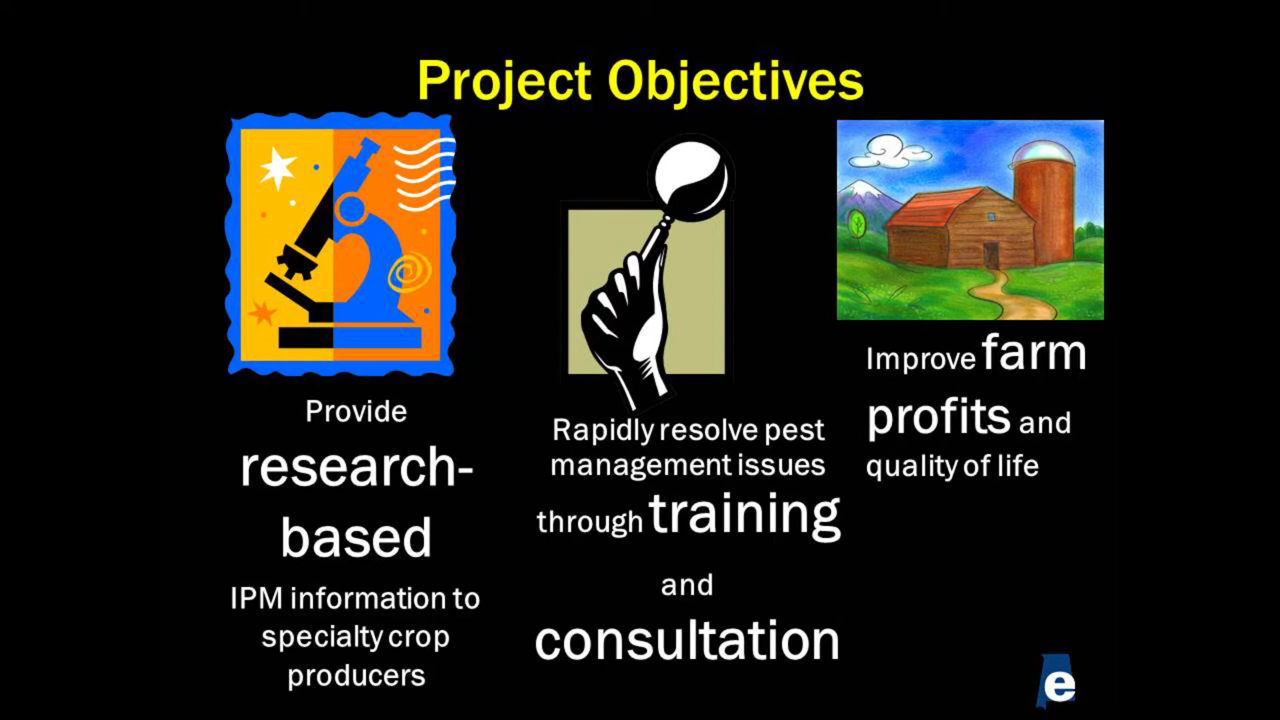 Project Objectives
Provide
research-
based
IPM information to
specialty crop
producers
Rapidly resolve pest
management issues
through training
and
consultation
Improve farm
profits and
quality of life
e